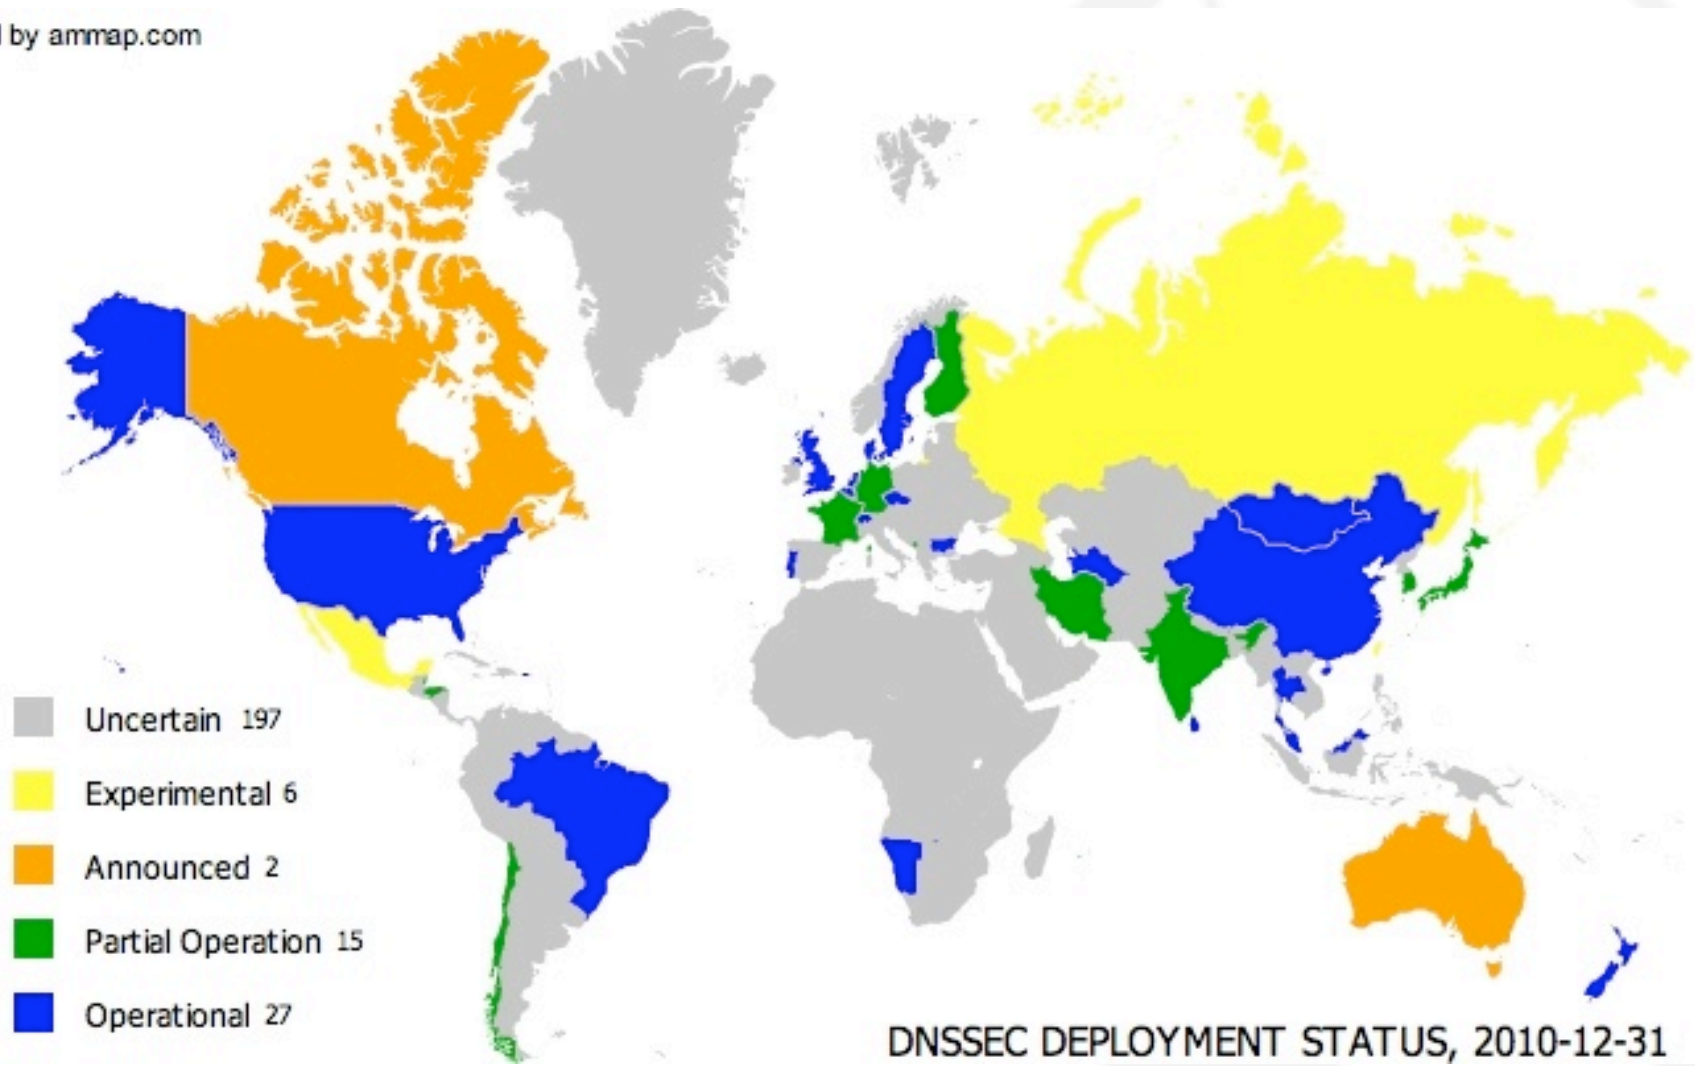 by ammap.com
Uncertain 197
Experimental 6
Announced 2
Partial Operation 15
Operational 27
DNSSEC DEPLOYMENT STATUS, 2010-12-31